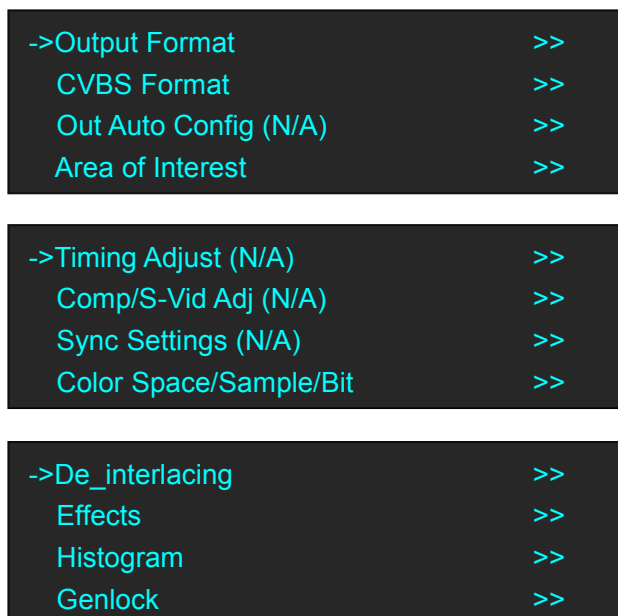 ->Output Format >>
CVBS Format >>
Out Auto Config (N/A) >>
Area of Interest >>
->Timing Adjust (N/A) >>
Comp/S-Vid Adj (N/A) >>
Sync Settings (N/A) >>
Color Space/Sample/Bit >>
->De_interlacing >>
Effects >>
Histogram >>
Genlock >>